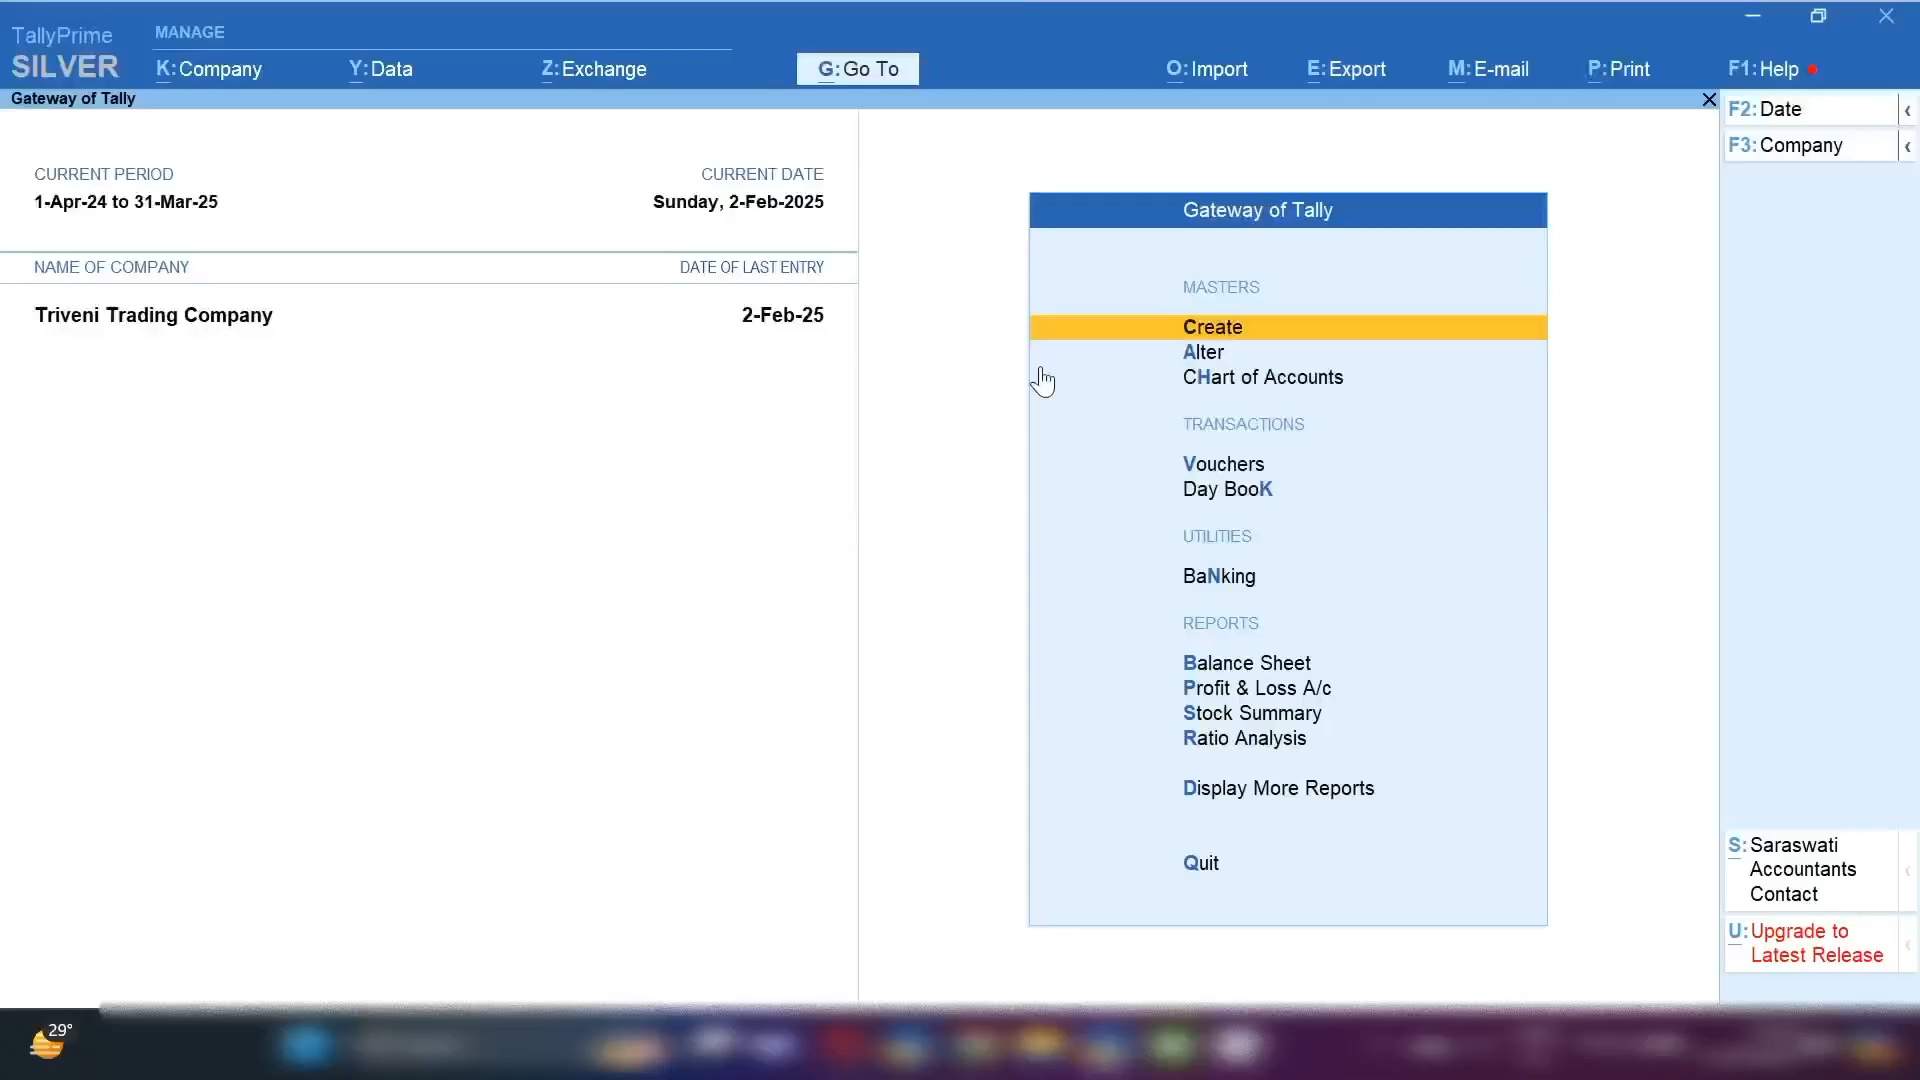 TallyPrime
SILVER
MANAGE
K:Company
Y:Data
Z:Exchange
G:Go To
O:Import
E:Export
M:E-mail
P:Print
F1:Help
Gateway of Tally
F2:Date
F3:Company
CURRENT PERIOD
CURRENT DATE
1-Apr-24 to 31-Mar-25
Sunday, 2-Feb-2025
NAME OF COMPANY
DATE OF LAST ENTRY
Triveni Trading Company
2-Feb-25
Gateway of Tally
MASTERS
Create
Alter
CHart of Accounts
TRANSACTIONS
Vouchers
Day BooK
UTILITIES
BaNking
REPORTS
Balance Sheet
Profit & Loss A/c
Stock Summary
Ratio Analysis
Display More Reports
Quit
S:Saraswati
Accountants
Contact
U:Upgrade to
Latest Release
29°